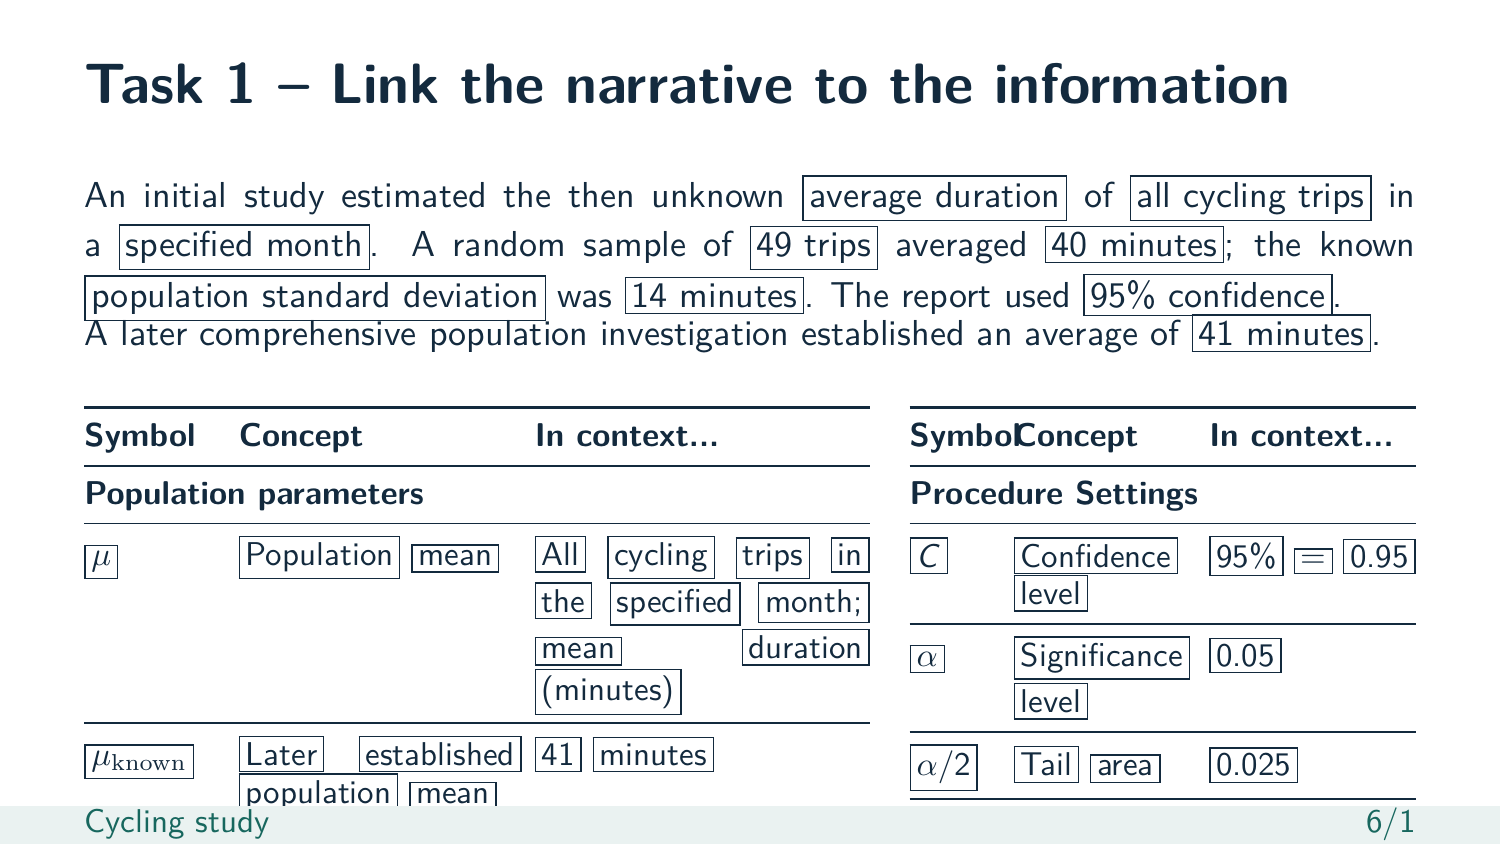 Task 1 – Link the narrative to the information
An initial study estimated the then unknown average duration of all cycling trips in
a specified month. A random sample of 49 trips averaged 40 minutes; the known
population standard deviation was 14 minutes. The report used 95% confidence.
A later comprehensive population investigation established an average of 41 minutes.
Symbol Concept In context...
Population parameters
μ Population mean All cycling trips in
the specified month;
mean duration
(minutes)
μknown Later established 41 minutes
population mean
Symbol Concept In context...
Procedure Settings
C Confidence 95% = 0.95
level
α Significance 0.05
level
α/2 Tail area 0.025
Cycling study 6/1